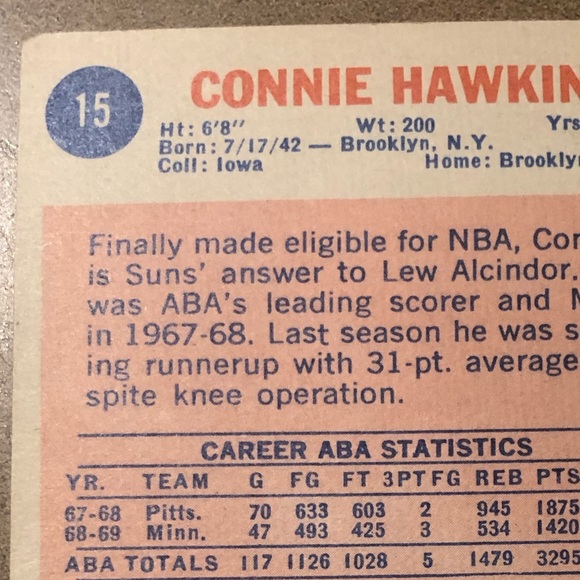 15
CONNIE HAWKIN
Ht: 6'8" Wt: 200 Yrs
Born: 7/17/42 — Brooklyn, N.Y.
Coll: Iowa Home: Brooklyn
Finally made eligible for NBA, Con
is Suns' answer to Lew Alcindor.
was ABA's leading scorer and M
in 1967-68. Last season he was s
ing runnerup with 31-pt. average
spite knee operation.
CAREER ABA STATISTICS
YR. TEAM G FG FT 3PTFG REB PTS
67-68 Pitts. 70 633 603 2 945 1875
68-69 Minn. 47 493 425 3 534 1420
ABA TOTALS 117 1126 1028 5 1479 3295